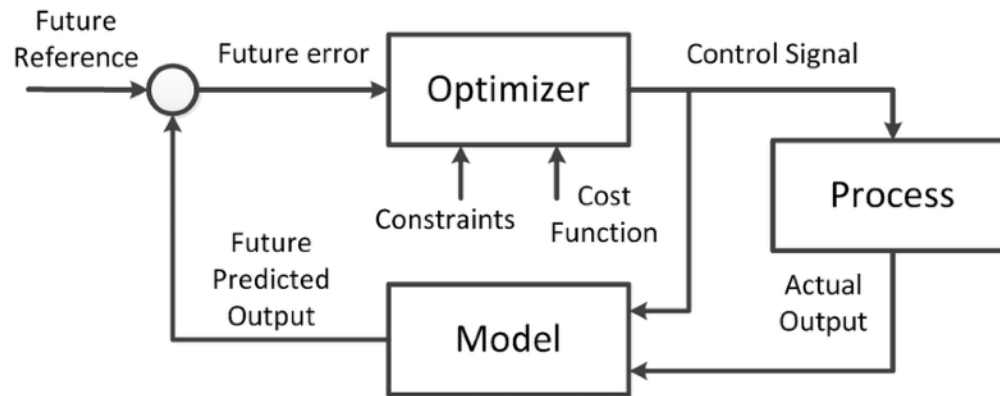 Future
Reference
Future error
Optimizer
Control Signal
Constraints
Cost
Function
Process
Future
Predicted
Output
Model
Actual
Output